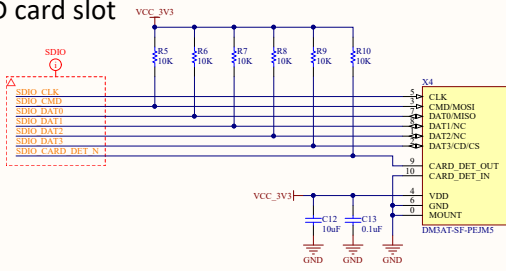 D card slot
VCC_3V3
SDIO
i
R5
10K
R6
10K
R7
10K
R8
10K
R9
10K
R10
10K
X4
SDIO_CLK
SDIO_CMD
SDIO_DAT0
SDIO_DAT1
SDIO_DAT2
SDIO_DAT3
SDIO_CARD_DET_N
5 CLK
3 CMD/MOSI
7 DAT0/MISO
8 DAT1/NC
DAT2/NC
DAT3/CD/CS
9 CARD_DET_OUT
10 CARD_DET_IN
VCC_3V3
4 VDD
6 GND
0 MOUNT
C12
10uF
C13
0.1uF
DM3AT-SF-PEJM5
GND
GND
GND